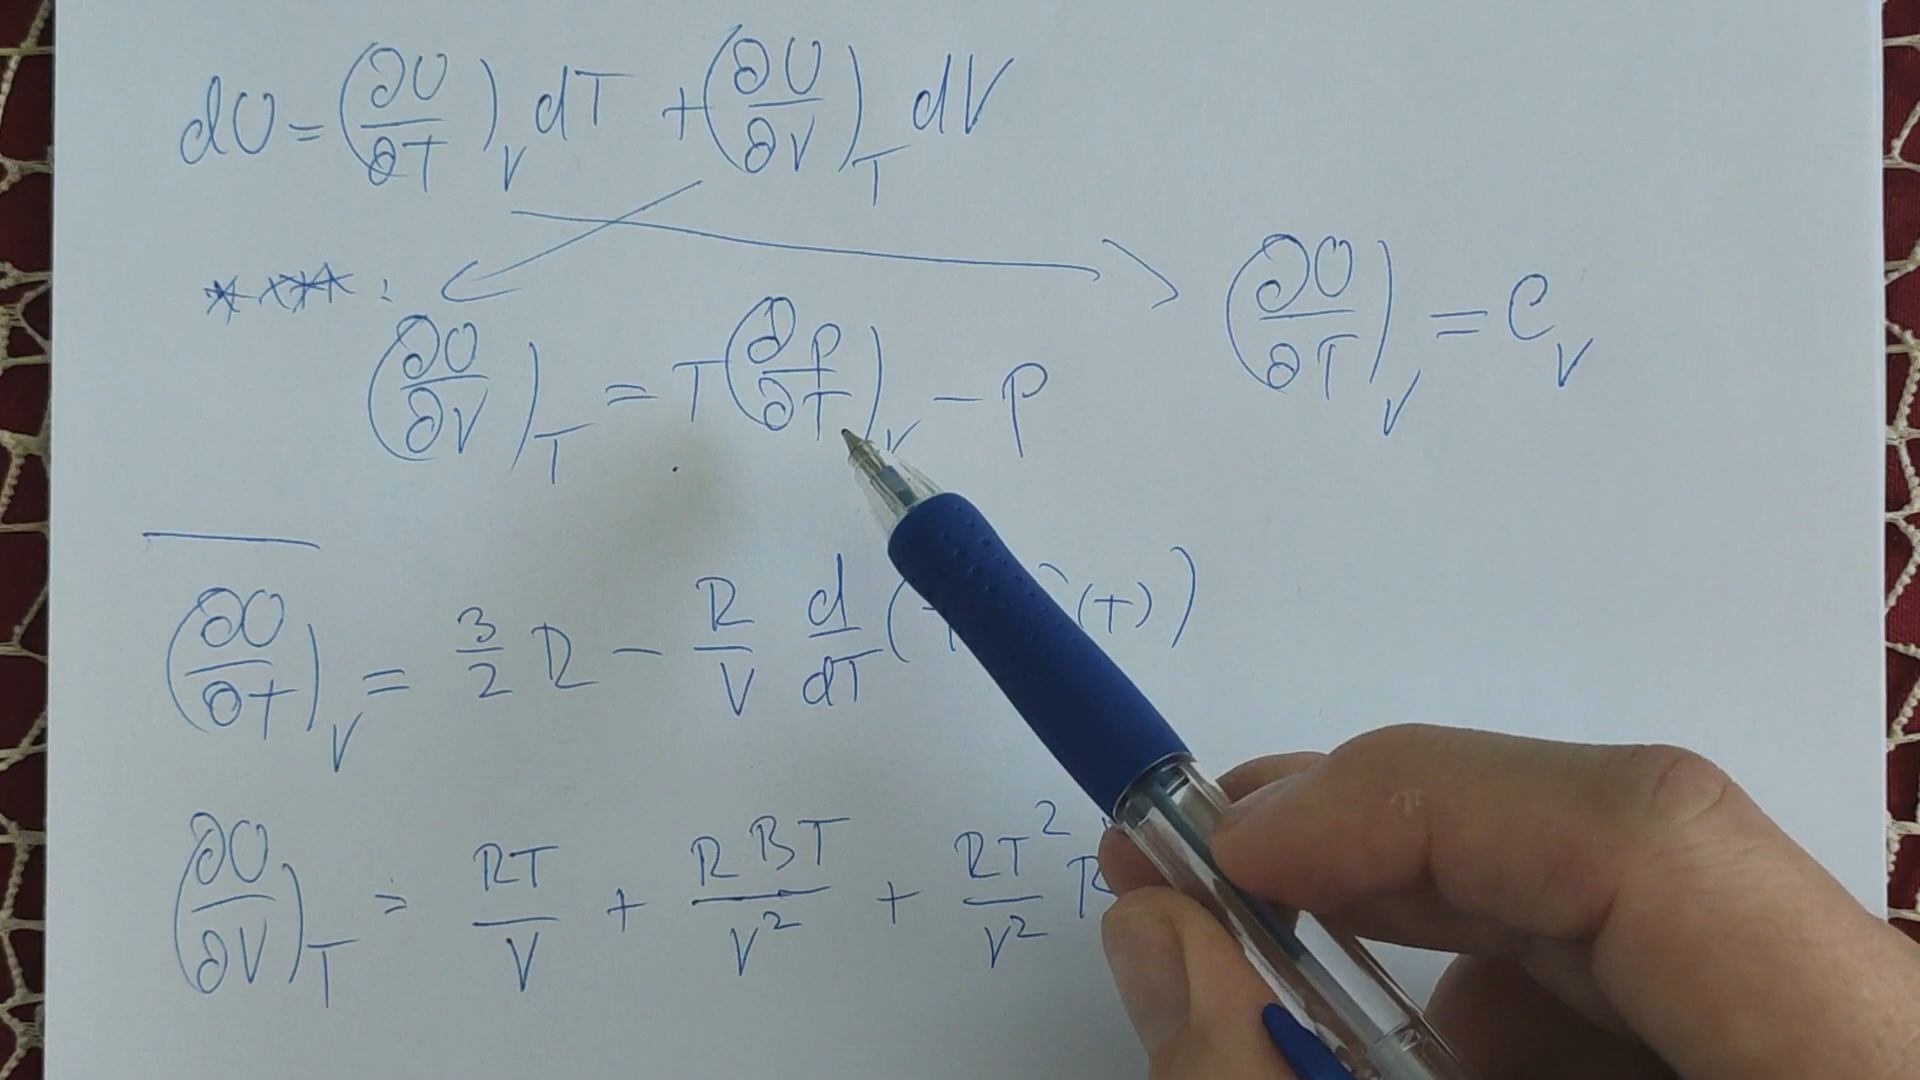 dU = (∂U/∂T)_V dT + (∂U/∂V)_T dV
****:
(∂U/∂V)_T = T(∂p/∂T)_V − p
(∂U/∂T)_V = C_V
(∂U/∂T)_V = 3/2 R − R/V d/dT ( (T))
(∂U/∂V)_T = RT/V + RBT/V² + RT²/V²